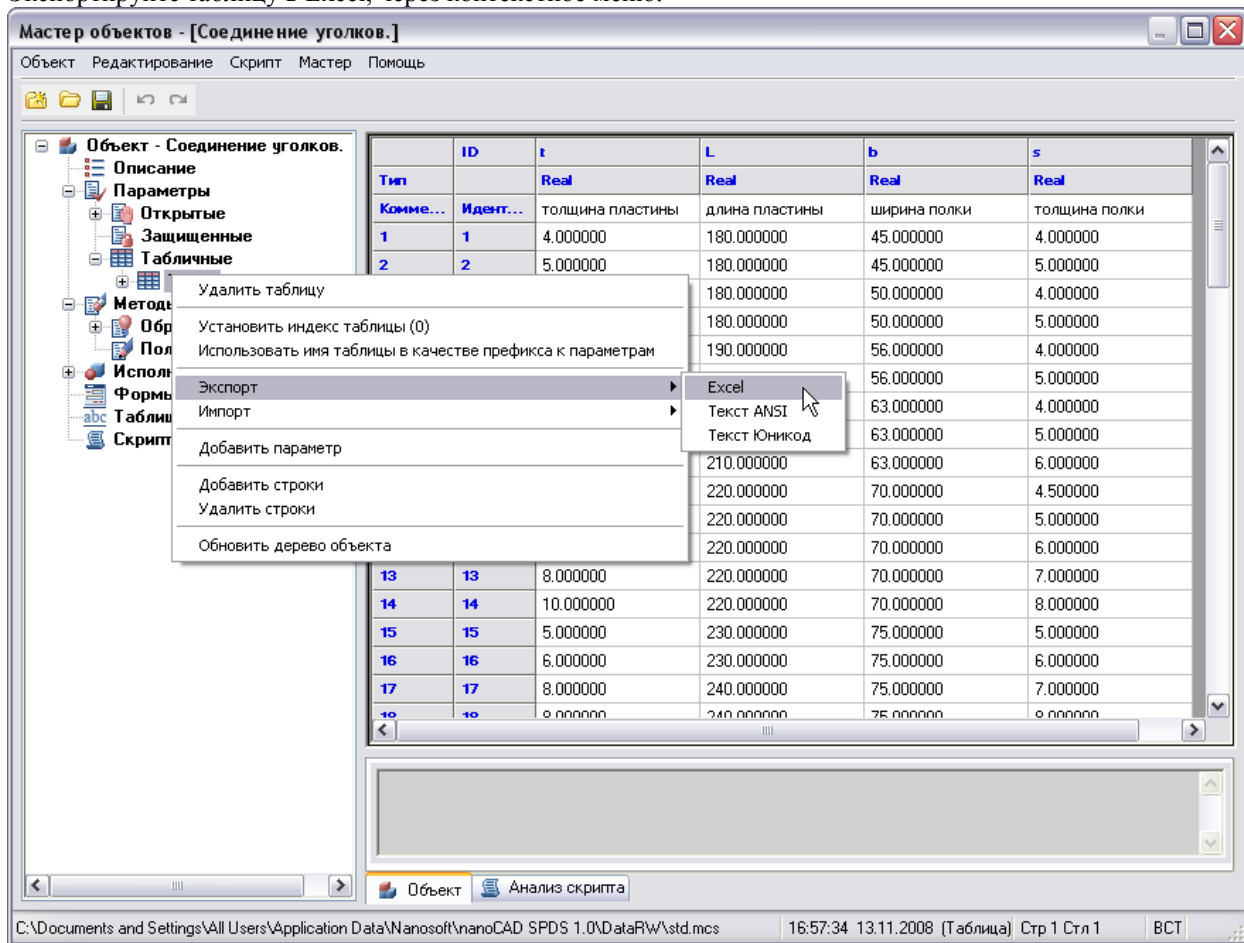 Экспортируйте таблицу в Excel, через контекстное меню.
Мастер объектов - [Соединение уголков.]
Объект Редактирование Скрипт Мастер Помощь
Объект - Соединение уголков.
Описание
Параметры
Открытые
Защищенные
Табличные
Исполн
Формы
abc Таблиц
Скрипт
ID t L b s
Тип Real Real Real Real
Комме... Идент... толщина пластины длина пластины ширина полки толщина полки
1 1 4.000000 180.000000 45.000000 4.000000
2 2 5.000000 180.000000 45.000000 5.000000
180.000000 50.000000 4.000000
180.000000 50.000000 5.000000
190.000000 56.000000 4.000000
56.000000 5.000000
63.000000 4.000000
63.000000 5.000000
210.000000 63.000000 6.000000
220.000000 70.000000 4.500000
220.000000 70.000000 5.000000
220.000000 70.000000 6.000000
13 13 8.000000 220.000000 70.000000 7.000000
14 14 10.000000 220.000000 70.000000 8.000000
15 15 5.000000 230.000000 75.000000 5.000000
16 16 6.000000 230.000000 75.000000 6.000000
17 17 8.000000 240.000000 75.000000 7.000000
Удалить таблицу
Установить индекс таблицы (0)
Использовать имя таблицы в качестве префикса к параметрам
Экспорт
Импорт
Добавить параметр
Добавить строки
Удалить строки
Обновить дерево объекта
Excel
Текст ANSI
Текст Юникод
Объект Анализ скрипта
C:\Documents and Settings\All Users\Application Data\Nanosoft\nanoCAD SPDS 1.0\DataRW\std.mcs 16:57:34 13.11.2008 (Таблица) Стр 1 Стл 1 ВСТ